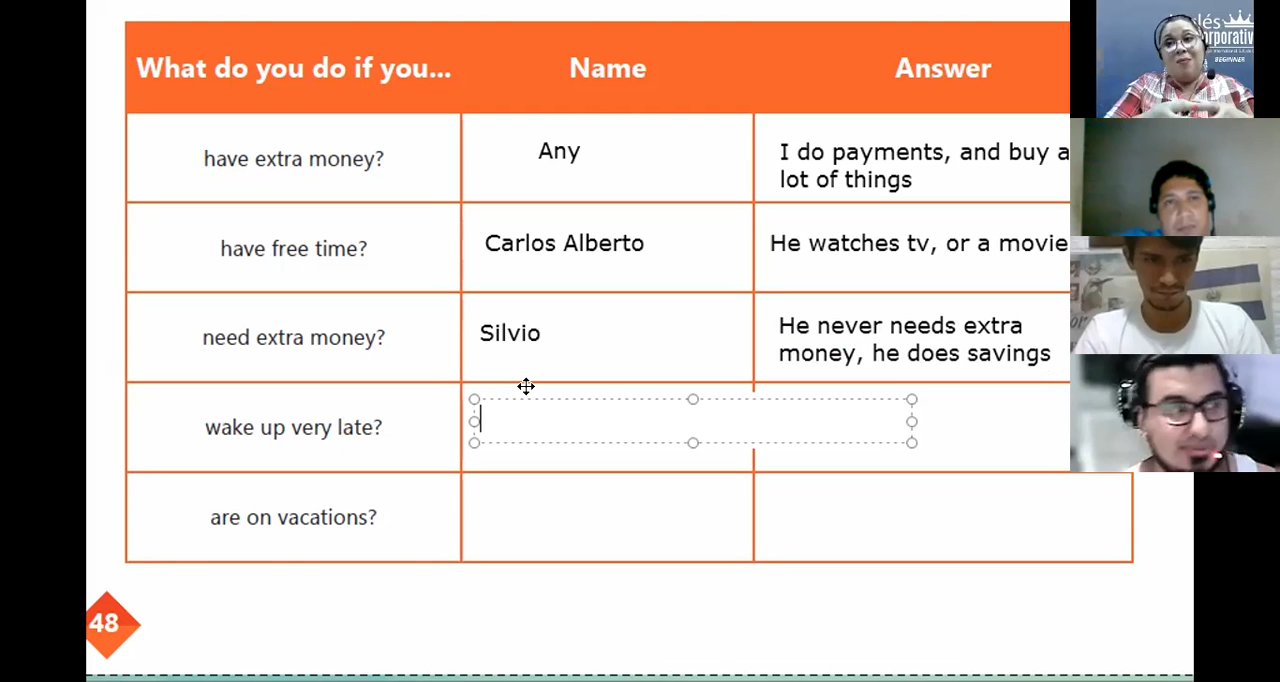 What do you do if you... Name Answer
have extra money? Any I do payments, and buy a
lot of things
have free time? Carlos Alberto He watches tv, or a movie
need extra money? Silvio He never needs extra
money, he does savings
wake up very late?
are on vacations?
48
BEGINNER